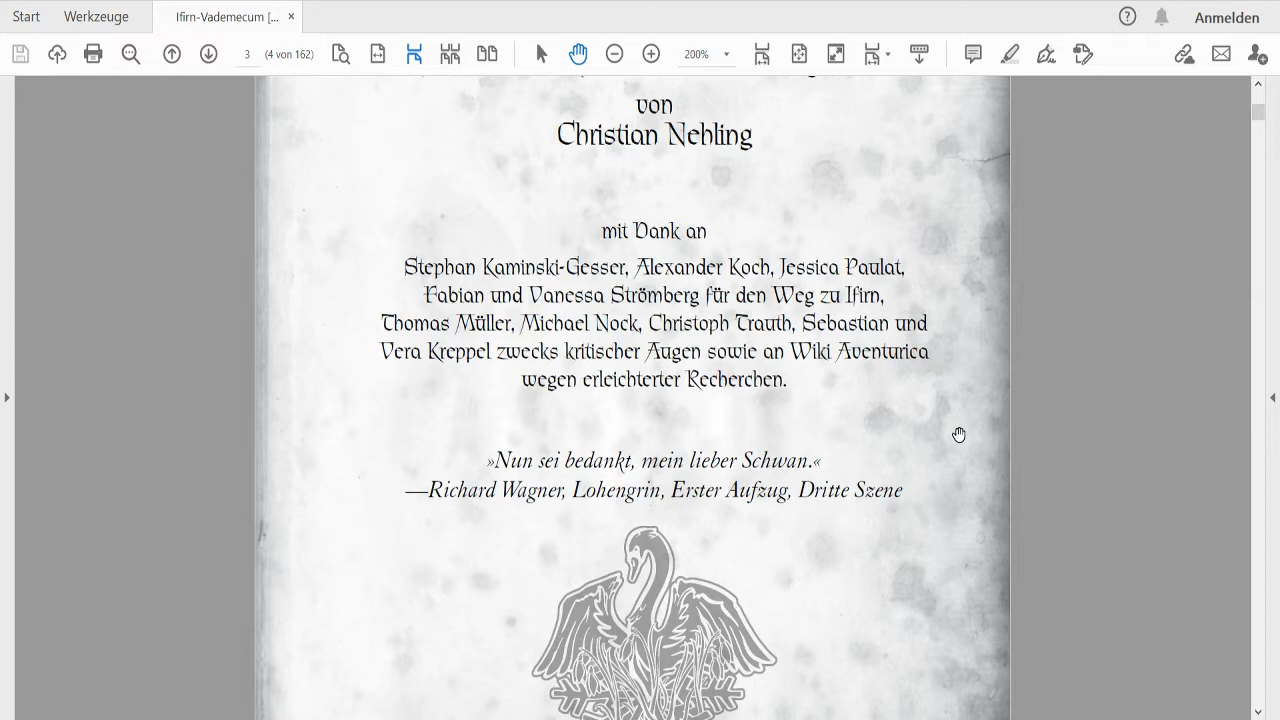 Start
Werkzeuge
Ifirn-Vademecum [...
Anmelden
3
(4 von 162)
200%
von
Christian Nehling
mit Dank an
Stephan Kaminski-Gesser, Alexander Koch, Jessica Paulat,
Fabian und Vanessa Strömberg für den Weg zu Ifirn,
Thomas Müller, Michael Nock, Christoph Trauth, Sebastian und
Vera Kreppel zwecks kritischer Augen sowie an Wiki Aventurica
wegen erleichterter Recherchen.
»Nun sei bedankt, mein lieber Schwan.«
—Richard Wagner, Lohengrin, Erster Aufzug, Dritte Szene